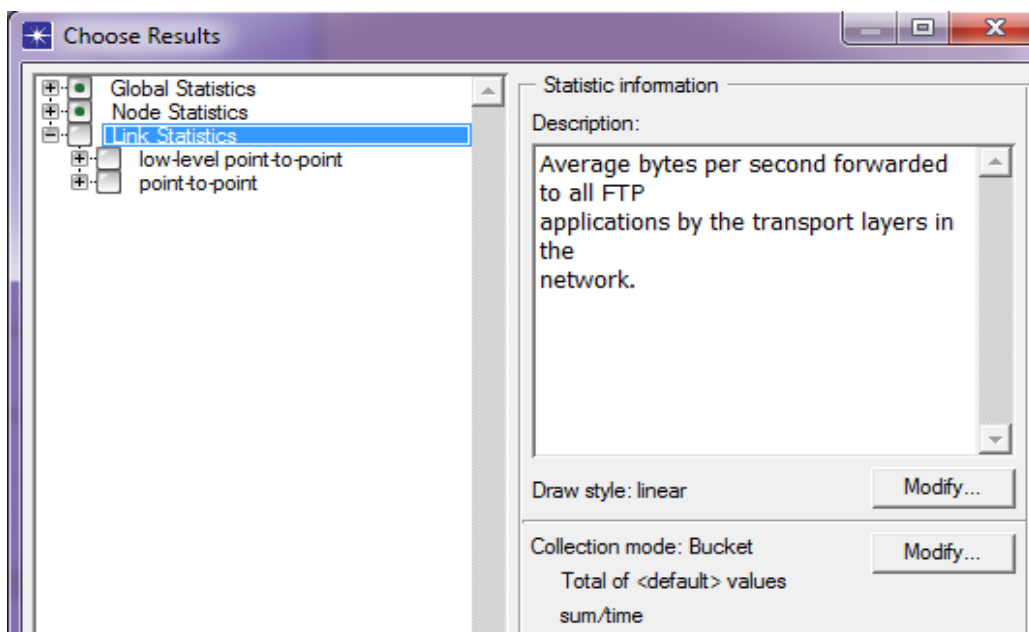 Choose Results
Global Statistics
Node Statistics
Link Statistics
low-level point-to-point
point-to-point
Statistic information
Description:
Average bytes per second forwarded
to all FTP
applications by the transport layers in
the
network.
Draw style: linear
Modify...
Collection mode: Bucket
Modify...
Total of <default> values
sum/time